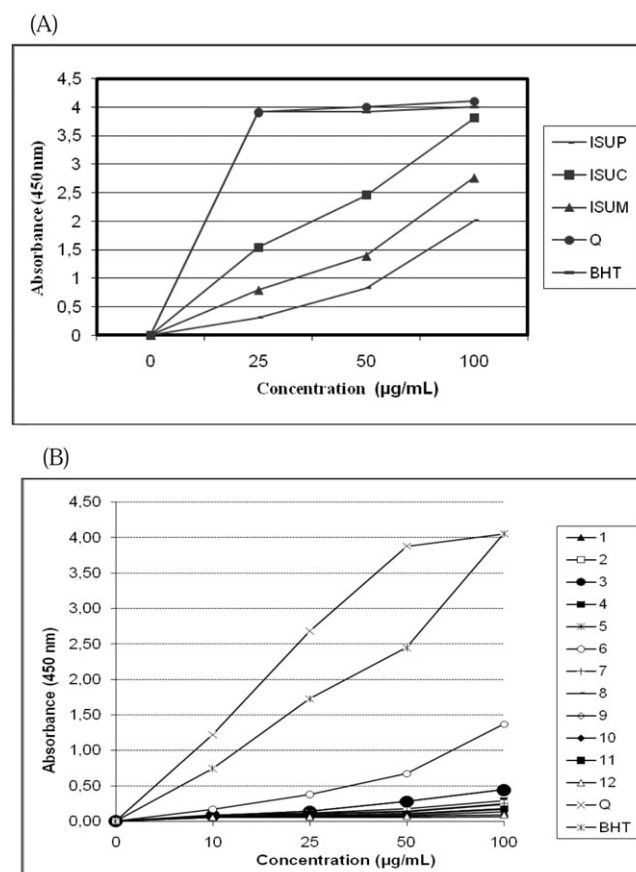 (A)
4,5
4
3,5
3
2,5
2
1,5
1
0,5
0
Absorbance (450 nm)
0 25 50 100
Concentration (µg/mL)
ISUP
ISUC
ISUM
Q
BHT
(B)
4,50
4,00
3,50
3,00
2,50
2,00
1,50
1,00
0,50
0,00
Absorbance (450 nm)
0 10 25 50 100
Concentration (µg/mL)
1
2
3
4
5
6
7
8
9
10
11
12
Q
BHT